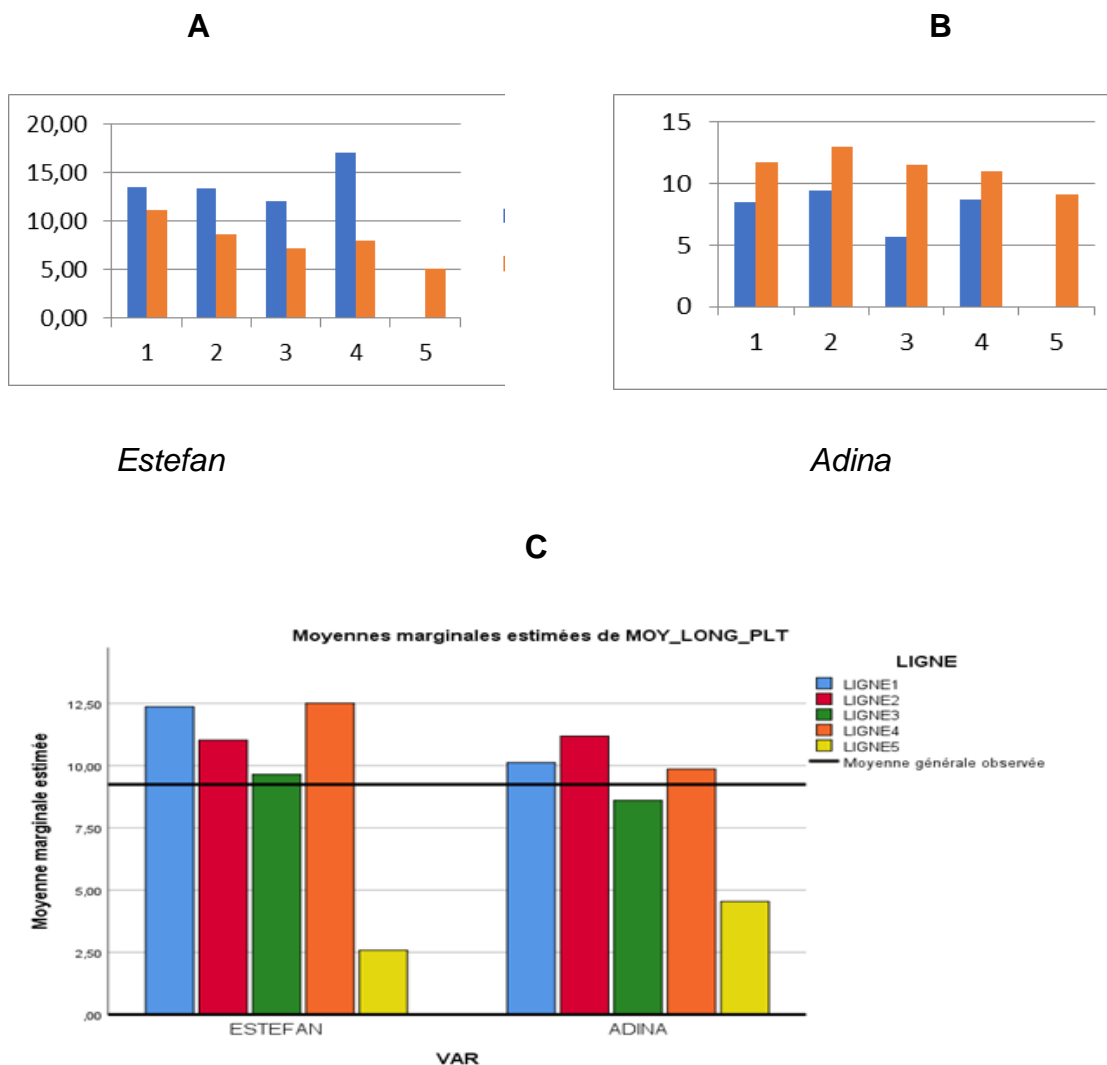 A
B
20,00
15,00
10,00
5,00
0,00
1 2 3 4 5
15
10
5
0
1 2 3 4 5
Estefan
Adina
C
Moyennes marginales estimées de MOY_LONG_PLT
Moyenne marginale estimée
12,50
10,00
7,50
5,00
2,50
,00
ESTEFAN ADINA
VAR
LIGNE
LIGNE1
LIGNE2
LIGNE3
LIGNE4
LIGNE5
Moyenne générale observée